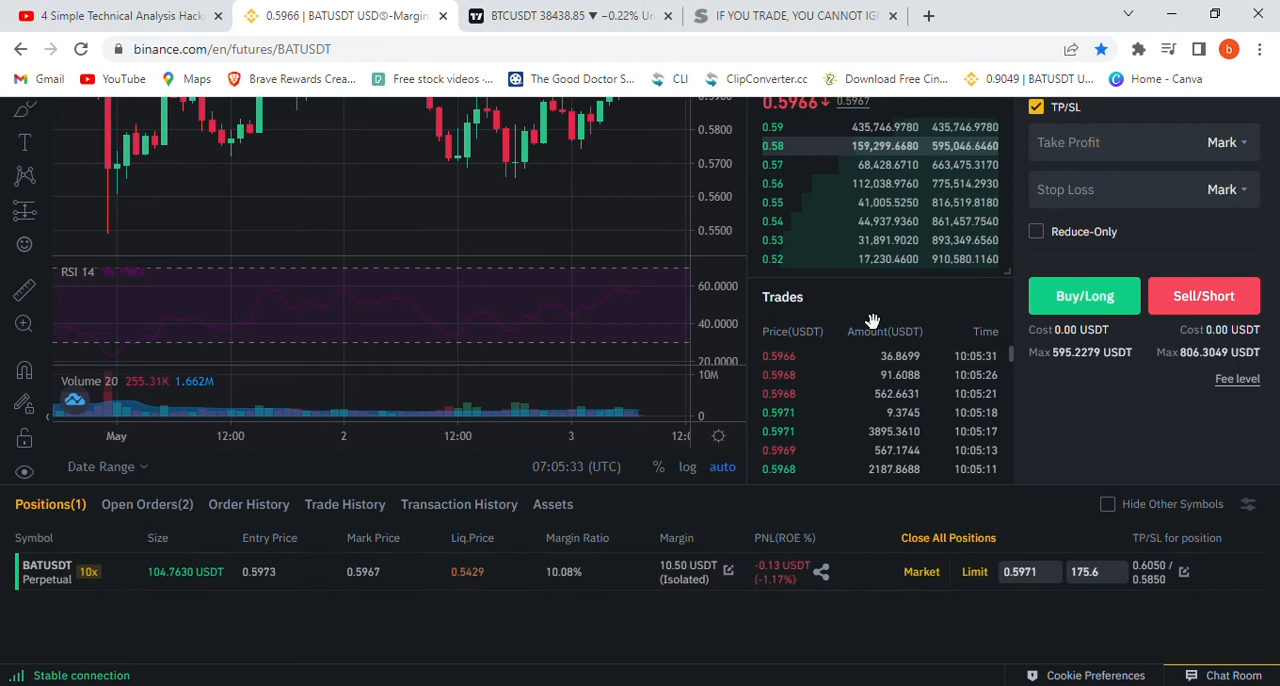 4 Simple Technical Analysis Hack
0.5966 | BATUSDT USDⓈ-Margin
BTCUSDT 38438.85 ▼ −0.22% Un
IF YOU TRADE, YOU CANNOT IG
binance.com/en/futures/BATUSDT
b
Gmail
YouTube
Maps
Brave Rewards Crea...
Free stock videos -...
The Good Doctor S...
CLI
ClipConverter.cc
Download Free Cin...
0.9049 | BATUSDT U...
Home - Canva
0.5966↓ 0.5967
0.59 435,746.9780 435,746.9780
0.58 159,299.6680 595,046.6460
0.57 68,428.6710 663,475.3170
0.56 112,038.9760 775,514.2930
0.55 41,005.5250 816,519.8180
0.54 44,937.9360 861,457.7540
0.53 31,891.9020 893,349.6560
0.52 17,230.4600 910,580.1160
0.5800
0.5700
0.5600
0.5500
RSI 14
60.0000
40.0000
20.0000
Volume 20 255.31K 1.662M
10M
0
May 12:00 2 12:00 3 12:0
Date Range
07:05:33 (UTC) % log auto
TP/SL
Take Profit Mark
Stop Loss Mark
Reduce-Only
Buy/Long Sell/Short
Cost 0.00 USDT Cost 0.00 USDT
Max 595.2279 USDT Max 806.3049 USDT
Fee level
Trades
Price(USDT) Amount(USDT) Time
0.5966 36.8699 10:05:31
0.5968 91.6088 10:05:26
0.5968 562.6631 10:05:21
0.5971 9.3745 10:05:18
0.5971 3895.3610 10:05:17
0.5969 567.1744 10:05:13
0.5968 2187.8688 10:05:11
Positions(1) Open Orders(2) Order History Trade History Transaction History Assets
Hide Other Symbols
Symbol Size Entry Price Mark Price Liq.Price Margin Ratio Margin PNL(ROE %) Close All Positions TP/SL for position
BATUSDT
Perpetual
10x
104.7630 USDT 0.5973 0.5967 0.5429 10.08%
10.50 USDT
(Isolated)
-0.13 USDT
(-1.17%)
Market Limit 0.5971 175.6
0.6050 /
0.5850
Stable connection
Cookie Preferences
Chat Room